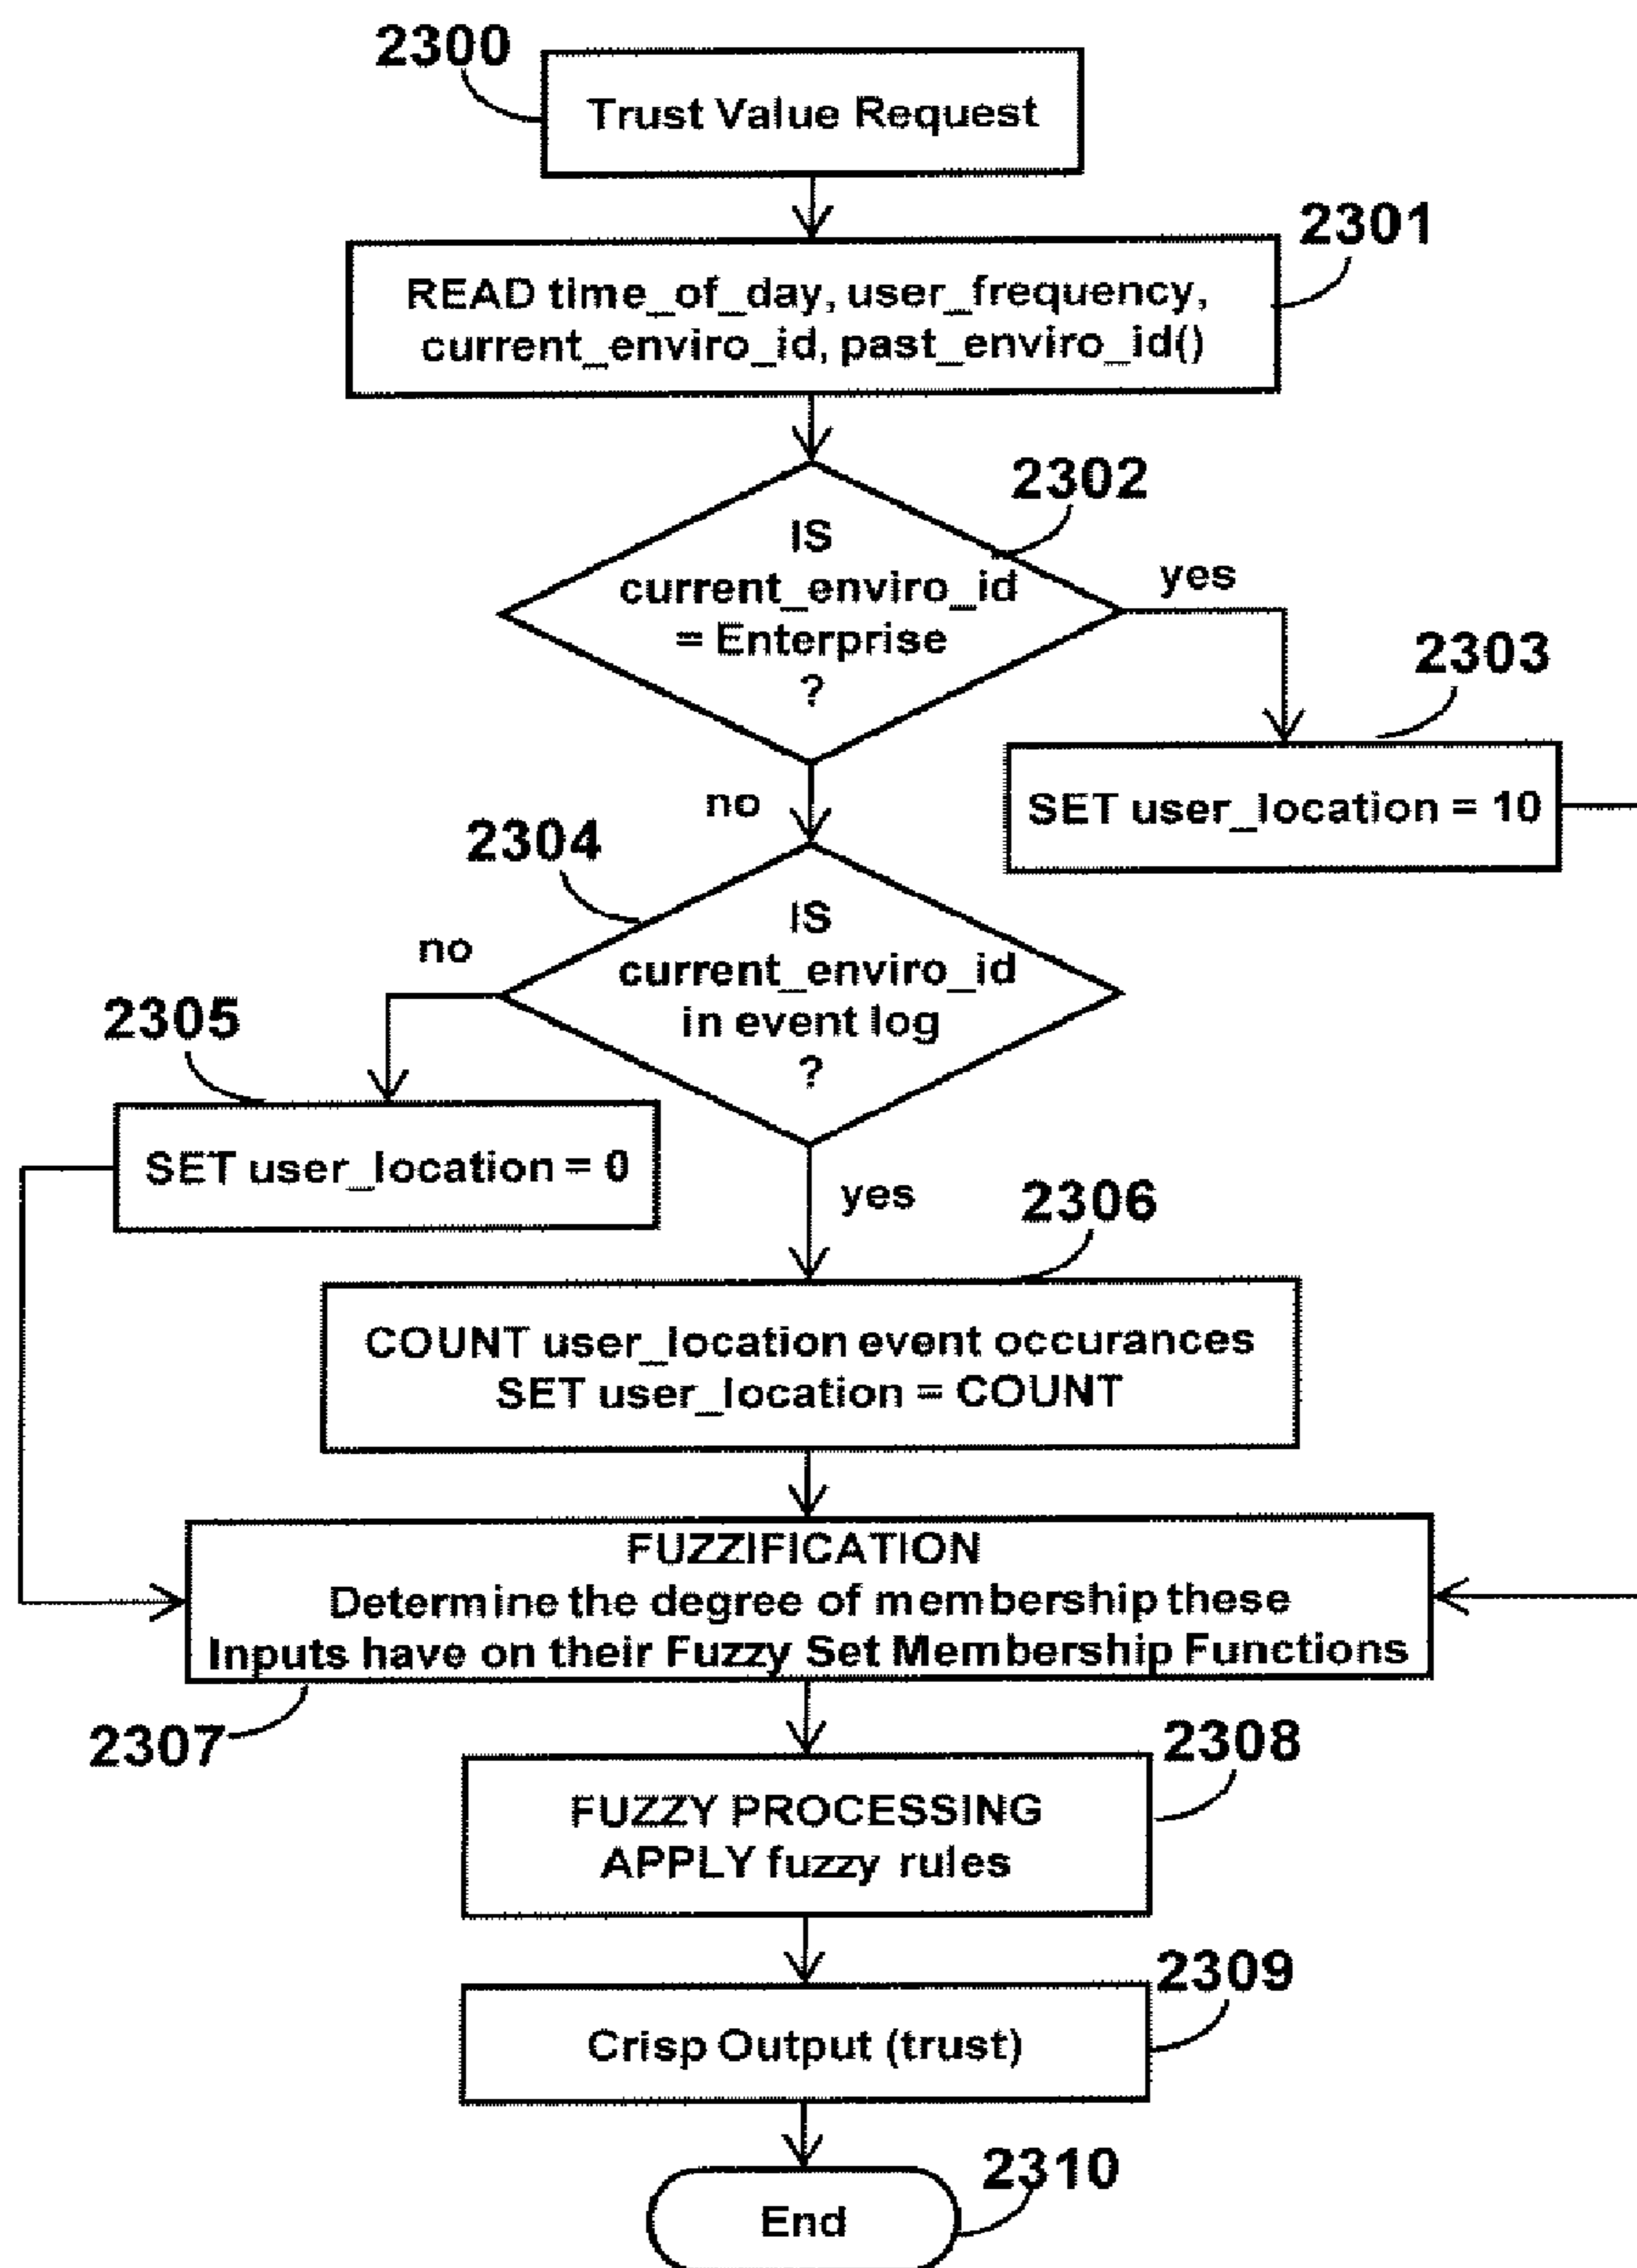 2300
Trust Value Request
2301
READ time_of_day, user_frequency,
current_enviro_id, past_enviro_id()
2302
IS
current_enviro_id
= Enterprise
?
yes
2303
SET user_location = 10
no
2304
IS
current_enviro_id
in event log
?
no
2305
SET user_location = 0
yes
2306
COUNT user_location event occurances
SET user_location = COUNT
FUZZIFICATION
Determine the degree of membership these
Inputs have on their Fuzzy Set Membership Functions
2307
2308
FUZZY PROCESSING
APPLY fuzzy rules
2309
Crisp Output (trust)
2310
End